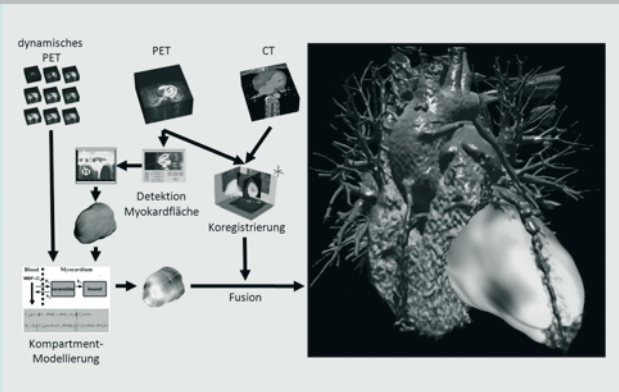 dynamisches
PET
PET
CT
Detektion
Myokardfläche
Koregistrierung
Blood
Myocardium
Fusion
Kompartment-
Modellierung